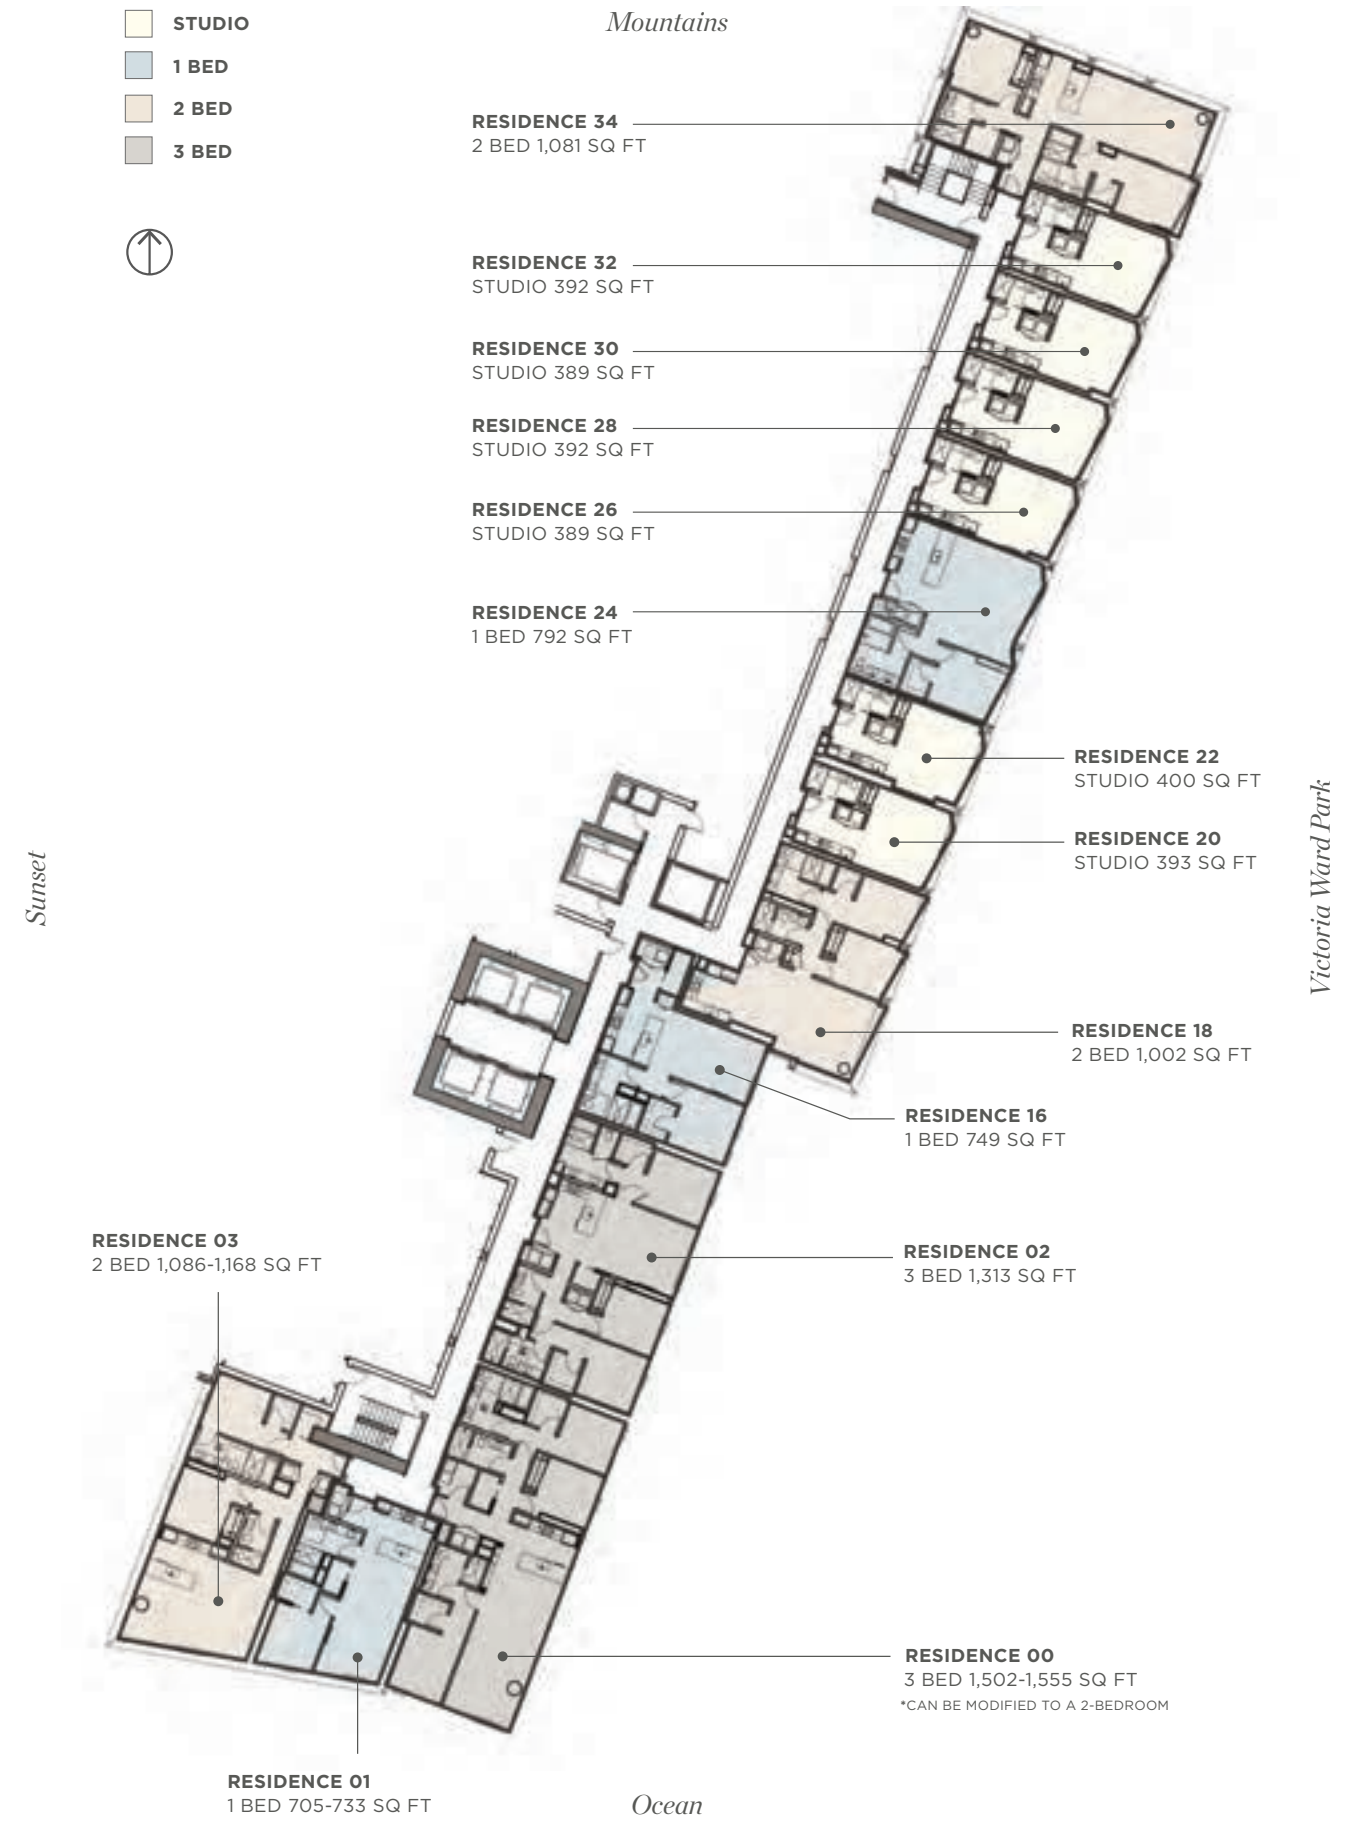 STUDIO
1 BED
2 BED
3 BED
Mountains
RESIDENCE 34
2 BED 1,081 SQ FT
RESIDENCE 32
STUDIO 392 SQ FT
RESIDENCE 30
STUDIO 389 SQ FT
RESIDENCE 28
STUDIO 392 SQ FT
RESIDENCE 26
STUDIO 389 SQ FT
RESIDENCE 24
1 BED 792 SQ FT
RESIDENCE 22
STUDIO 400 SQ FT
RESIDENCE 20
STUDIO 393 SQ FT
Sunset
Victoria Ward Park
RESIDENCE 18
2 BED 1,002 SQ FT
RESIDENCE 16
1 BED 749 SQ FT
RESIDENCE 03
2 BED 1,086-1,168 SQ FT
RESIDENCE 02
3 BED 1,313 SQ FT
RESIDENCE 00
3 BED 1,502-1,555 SQ FT
*CAN BE MODIFIED TO A 2-BEDROOM
RESIDENCE 01
1 BED 705-733 SQ FT
Ocean